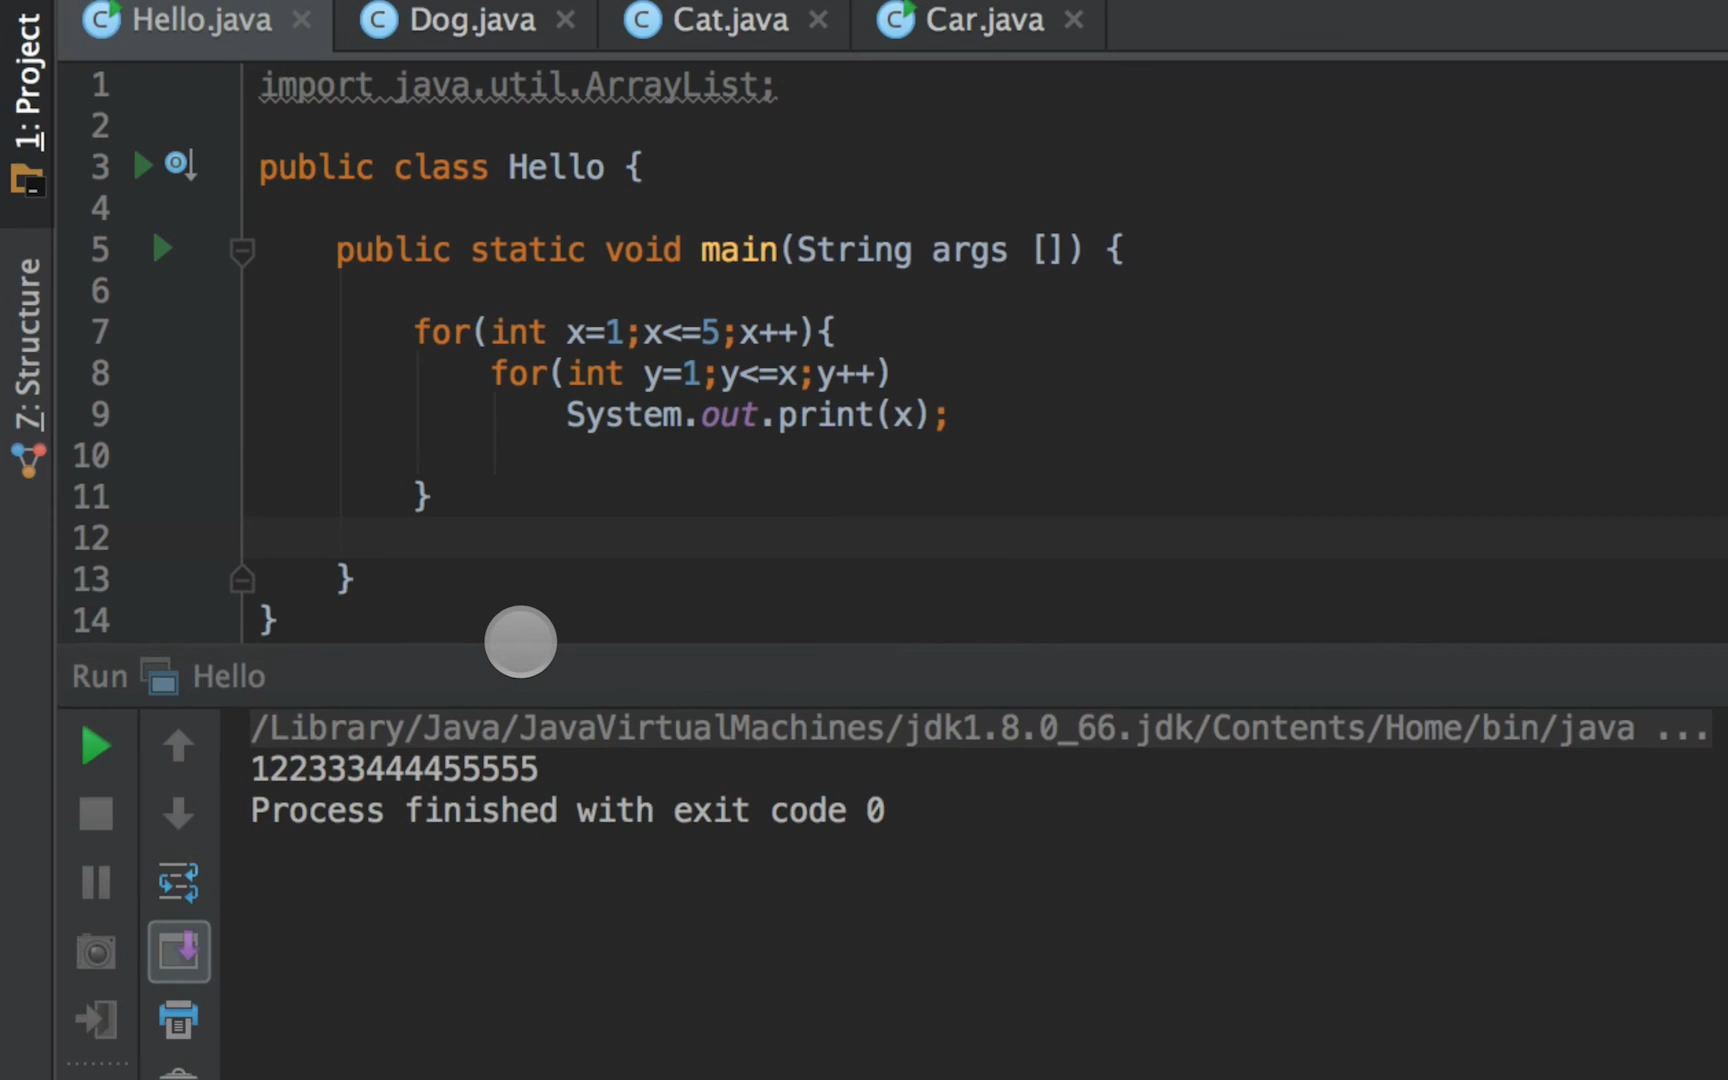 Hello.java Dog.java Cat.java Car.java
1: Project
7: Structure
1 import java.util.ArrayList;
2
3 public class Hello {
4
5 public static void main(String args []) {
6
7 for(int x=1;x<=5;x++){
8 for(int y=1;y<=x;y++)
9 System.out.print(x);
10
11 }
12
13 }
14 }
Run Hello
/Library/Java/JavaVirtualMachines/jdk1.8.0_66.jdk/Contents/Home/bin/java ...
122333444455555
Process finished with exit code 0